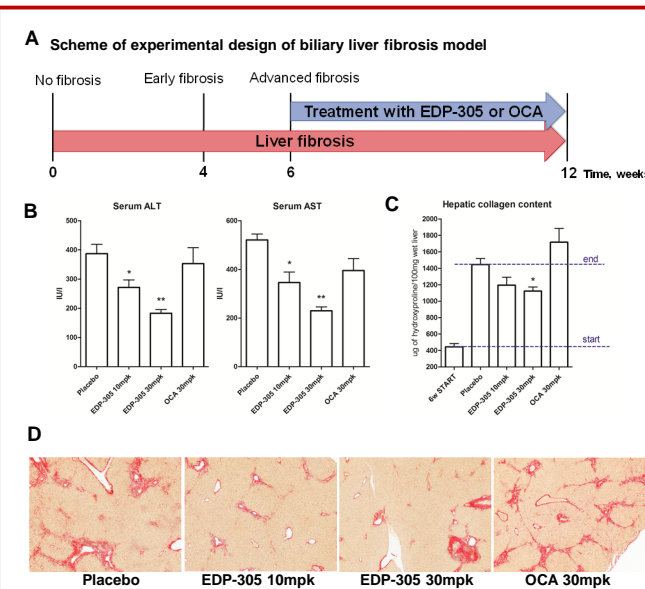 A Scheme of experimental design of biliary liver fibrosis model
No fibrosis Early fibrosis Advanced fibrosis
Treatment with EDP-305 or OCA
Liver fibrosis
0 4 6 12 Time, weeks
B
Serum ALT
IU/l
500
400
300
200
100
0
*
**
Placebo
EDP-305 10mpk
EDP-305 30mpk
OCA 30mpk
Serum AST
IU/l
600
400
200
0
*
**
Placebo
EDP-305 10mpk
EDP-305 30mpk
OCA 30mpk
C
Hepatic collagen content
ug of hydroxyproline/100mg wet liver
2000
1800
1600
1400
1200
1000
800
600
400
200
end
start
*
6w START
Placebo
EDP-305 10mpk
EDP-305 30mpk
OCA 30mpk
D
Placebo EDP-305 10mpk EDP-305 30mpk OCA 30mpk